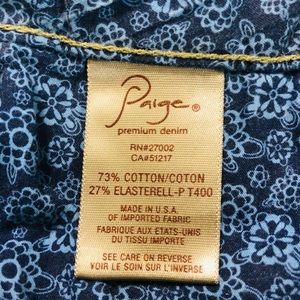 Paige®
premium denim
RN#27002
CA#51217
73% COTTON/COTON
27% ELASTERELL-P T400
MADE IN U.S.A.
OF IMPORTED FABRIC
FABRIQUE AUX ETATS-UNIS
DU TISSU IMPORTÉE
SEE CARE ON REVERSE
VOIR LE SOIN SUR L'INVERSE